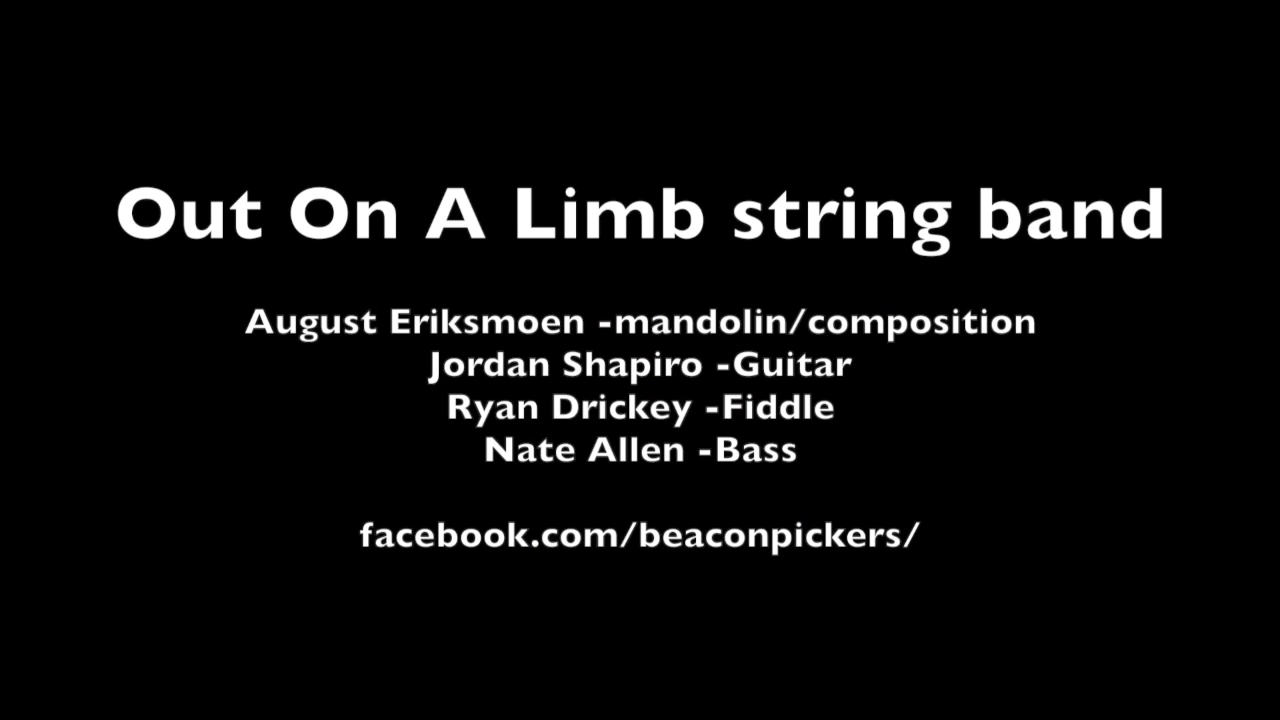 Out On A Limb string band
August Eriksmoen -mandolin/composition
Jordan Shapiro -Guitar
Ryan Drickey -Fiddle
Nate Allen -Bass
facebook.com/beaconpickers/